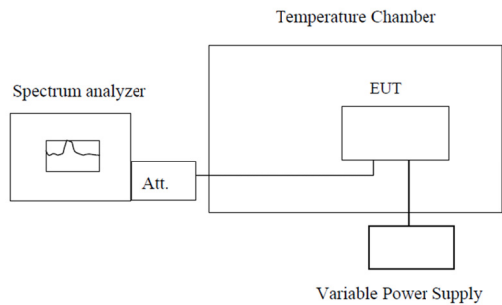 Temperature Chamber
Spectrum analyzer
EUT
Att.
Variable Power Supply